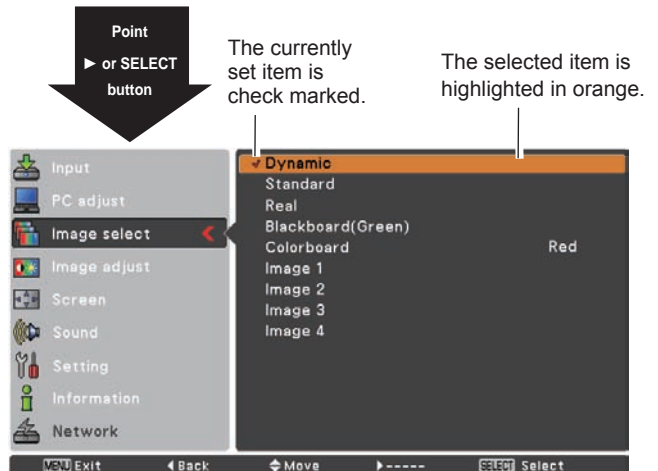 Point
► or SELECT
button
The currently
set item is
check marked.
The selected item is
highlighted in orange.
Input
PC adjust
Image select
Image adjust
Screen
Sound
Setting
Information
Network
Dynamic
Standard
Real
Blackboard(Green)
Colorboard Red
Image 1
Image 2
Image 3
Image 4
MENU Exit ◄Back Move ►----- SELECT Select